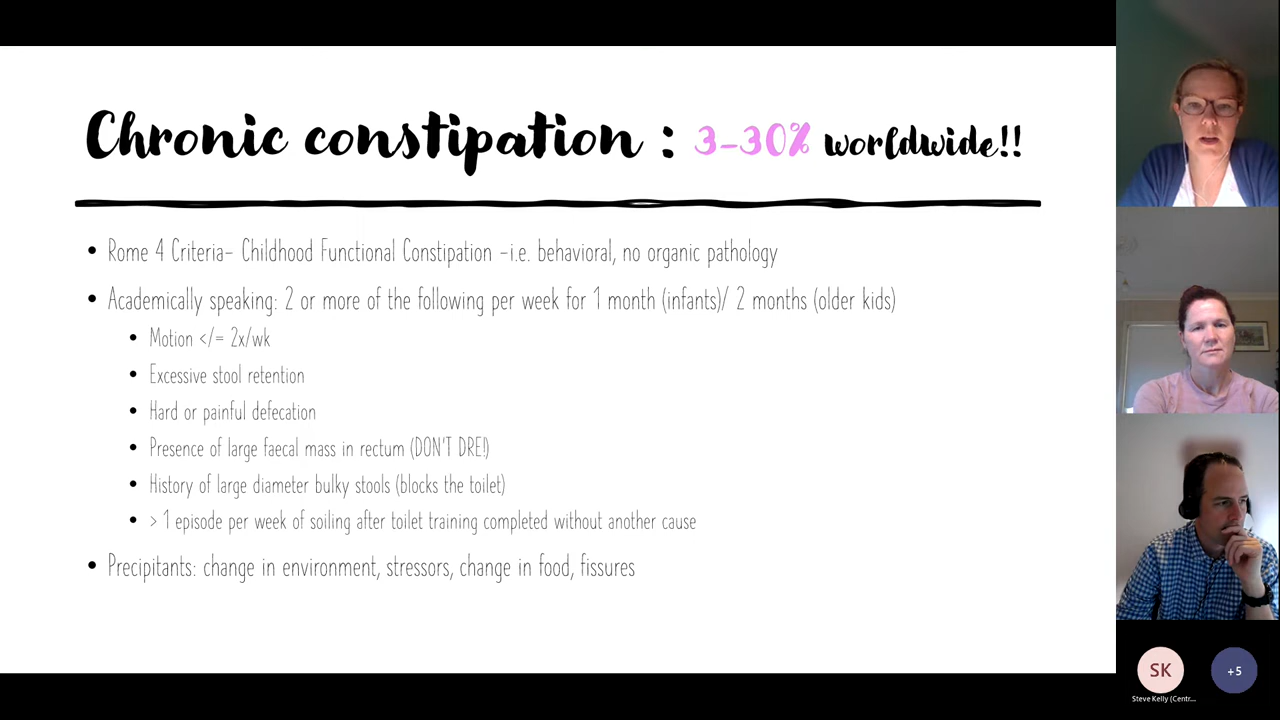 Chronic constipation : 3-30% worldwide!!
Rome 4 Criteria- Childhood Functional Constipation -i.e. behavioral, no organic pathology
Academically speaking: 2 or more of the following per week for 1 month (infants)/ 2 months (older kids)
Motion </= 2x/wk
Excessive stool retention
Hard or painful defecation
Presence of large faecal mass in rectum (DON'T DRE!)
History of large diameter bulky stools (blocks the toilet)
> 1 episode per week of soiling after toilet training completed without another cause
Precipitants: change in environment, stressors, change in food, fissures
SK
+5
Steve Kelly (Centr...